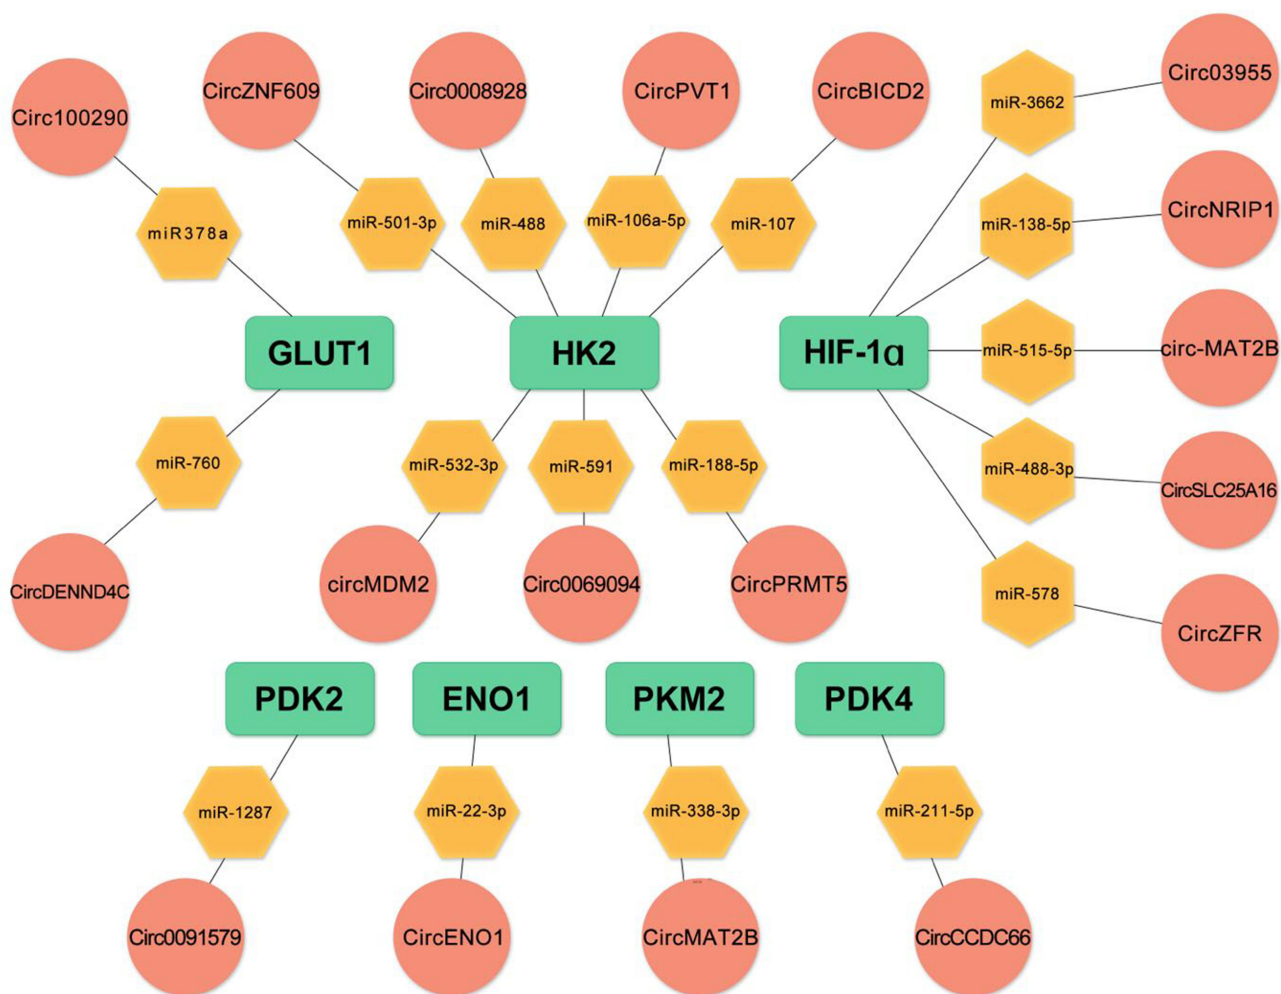 Circ100290
CircZNF609
Circ0008928
CircPVT1
CircBICD2
Circ03955
miR-3662
miR378a
miR-501-3p
miR-488
miR-106a-5p
miR-107
miR-138-5p
CircNRIP1
GLUT1
HK2
HIF-1α
miR-515-5p
circ-MAT2B
miR-760
miR-532-3p
miR-591
miR-188-5p
miR-488-3p
CircSLC25A16
CircDENND4C
circMDM2
Circ0069094
CircPRMT5
miR-578
CircZFR
PDK2
ENO1
PKM2
PDK4
miR-1287
miR-22-3p
miR-338-3p
miR-211-5p
Circ0091579
CircENO1
CircMAT2B
CircCCDC66